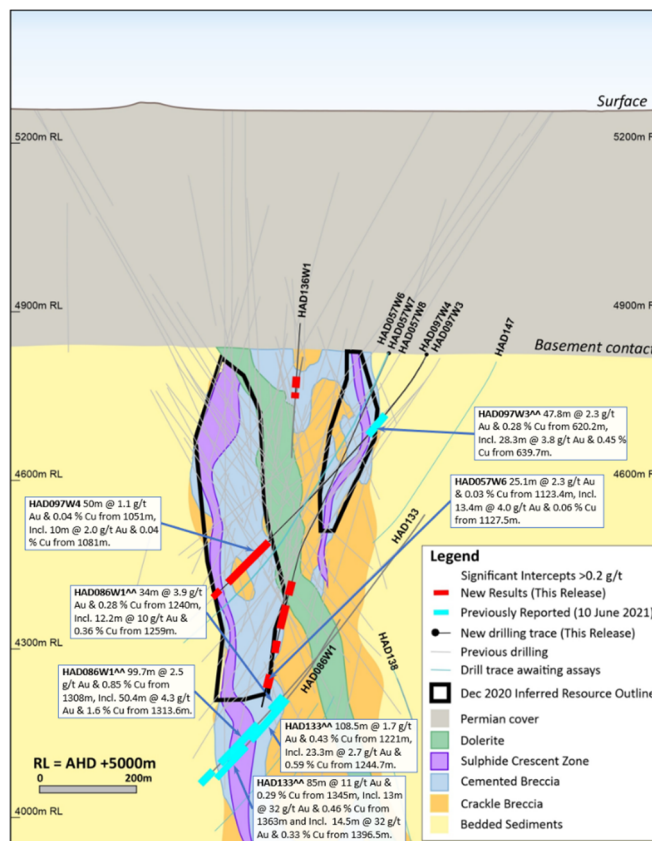 Surface
5200m RL
5200m R
HAD136W1
HAD057W6
HAD057W7
HAD057W8
HAD097W4
HAD097W3
HAD147
4900m RL
4900m RL
Basement contact
HAD097W3^^ 47.8m @ 2.3 g/t
Au & 0.28 % Cu from 620.2m,
Incl. 28.3m @ 3.8 g/t Au & 0.45 %
Cu from 639.7m.
4600m RL
4600m RL
HAD057W6 25.1m @ 2.3 g/t Au
& 0.03 % Cu from 1123.4m, Incl.
13.4m @ 4.0 g/t Au & 0.06 % Cu
from 1127.5m.
HAD097W4 50m @ 1.1 g/t
Au & 0.04 % Cu from 1051m,
Incl. 10m @ 2.0 g/t Au & 0.04
% Cu from 1081m.
HAD133
HAD086W1^^ 34m @ 3.9 g/t
Au & 0.28 % Cu from 1240m,
Incl. 12.2m @ 10 g/t Au &
0.36 % Cu from 1259m.
4300m RL
HAD086W1
HAD138
HAD086W1^^ 99.7m @ 2.5
g/t Au & 0.85 % Cu from
1308m, Incl. 50.4m @ 4.3 g/t
Au & 1.6 % Cu from 1313.6m.
HAD133^^ 108.5m @ 1.7 g/t
Au & 0.43 % Cu from 1221m,
Incl. 23.3m @ 2.7 g/t Au &
0.59 % Cu from 1244.7m.
HAD133^^ 85m @ 11 g/t Au &
0.29 % Cu from 1345m, Incl. 13m
@ 32 g/t Au & 0.46 % Cu from
1363m and Incl. 14.5m @ 32 g/t
Au & 0.33 % Cu from 1396.5m.
RL = AHD +5000m
0 200m
4000m RL
Legend
Significant Intercepts >0.2 g/t
New Results (This Release)
Previously Reported (10 June 2021)
New drilling trace (This Release)
Previous drilling
Drill trace awaiting assays
Dec 2020 Inferred Resource Outline
Permian cover
Dolerite
Sulphide Crescent Zone
Cemented Breccia
Crackle Breccia
Bedded Sediments